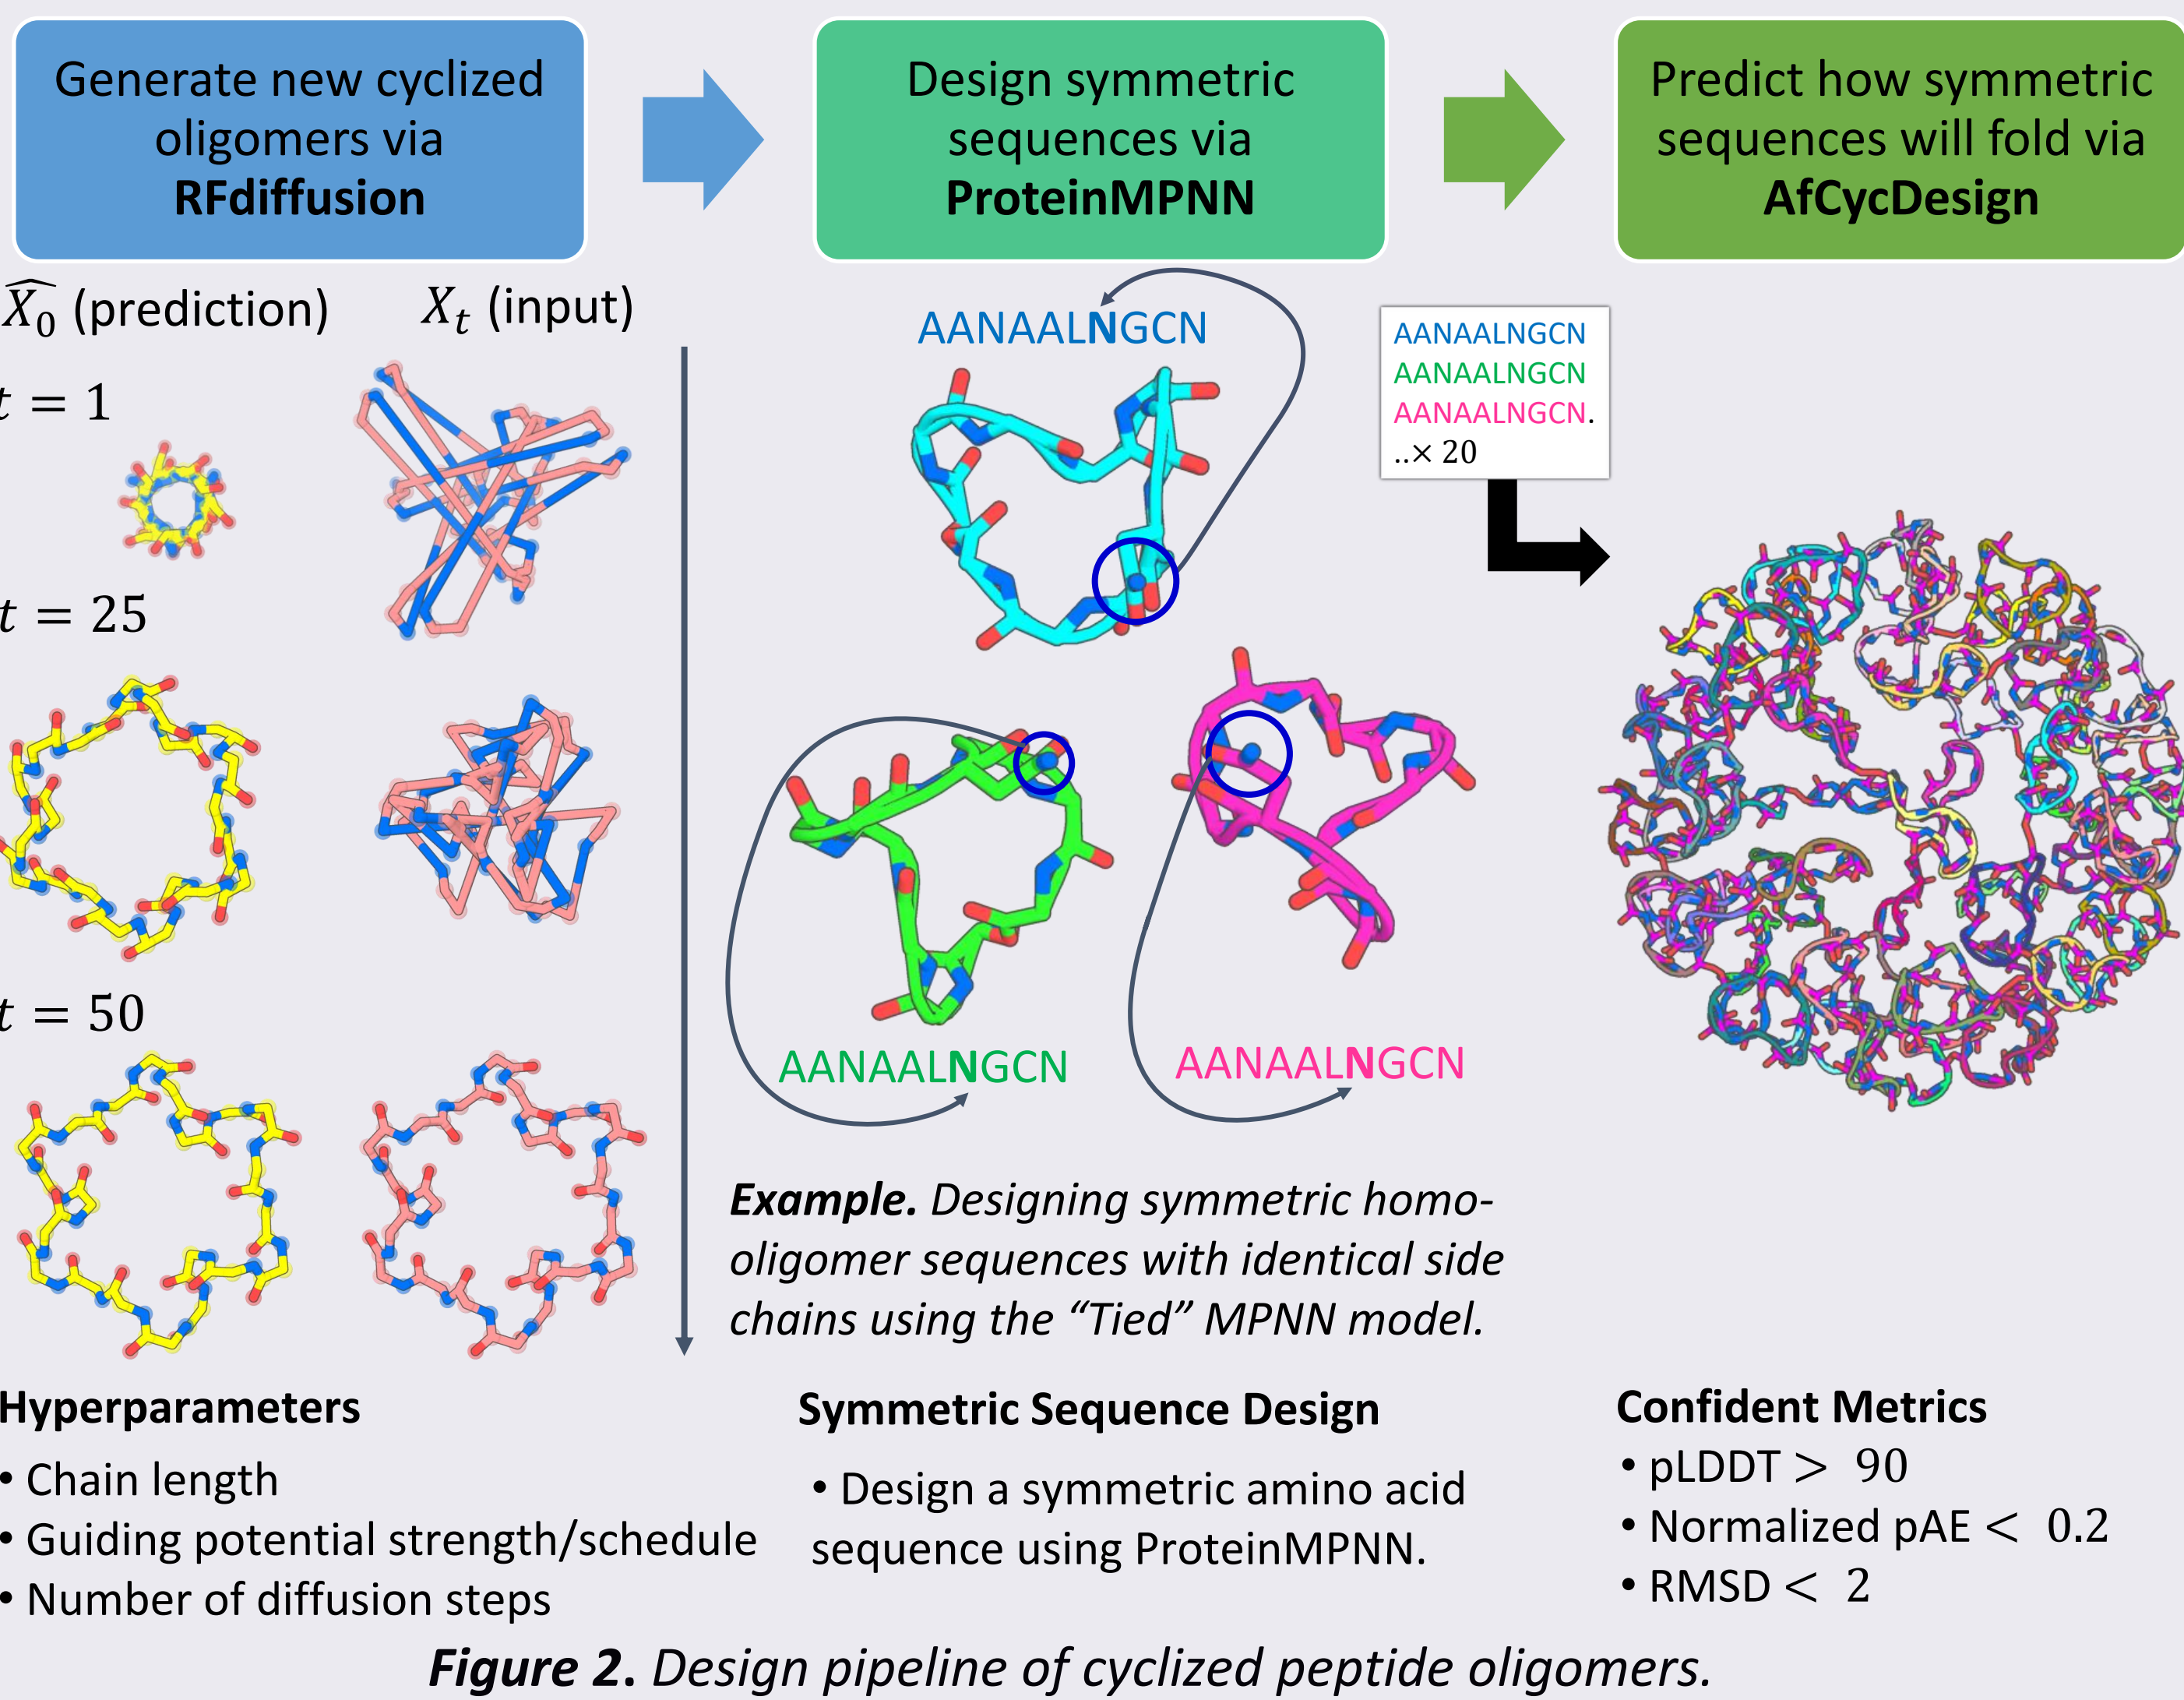 Generate new cyclized
oligomers via
RFdiffusion
Design symmetric
sequences via
ProteinMPNN
Predict how symmetric
sequences will fold via
AfCycDesign
$\widehat{X_0}$ (prediction)
$X_t$ (input)
t = 1
t = 25
t = 50
AANAALNGCN
AANAALNGCN
AANAALNGCN
AANAALNGCN
AANAALNGCN
AANAALNGCN.
..× 20
Example. Designing symmetric homo-
oligomer sequences with identical side
chains using the “Tied” MPNN model.
Hyperparameters
• Chain length
• Guiding potential strength/schedule
• Number of diffusion steps
Symmetric Sequence Design
• Design a symmetric amino acid
sequence using ProteinMPNN.
Confident Metrics
• pLDDT > 90
• Normalized pAE < 0.2
• RMSD < 2
Figure 2. Design pipeline of cyclized peptide oligomers.